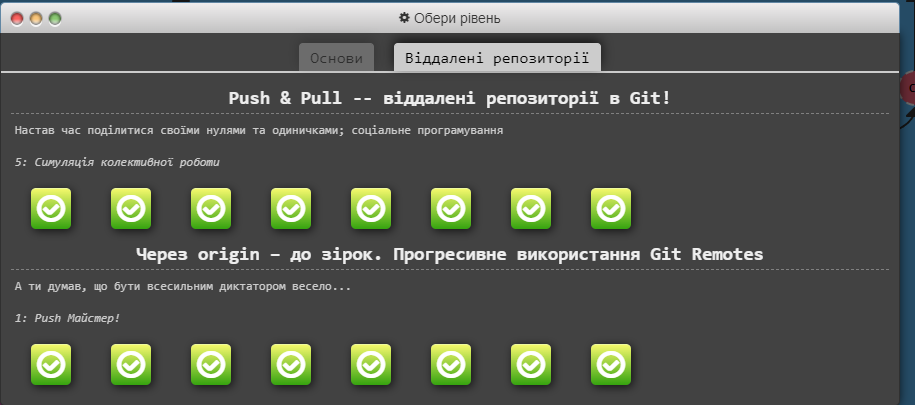 Обери рівень
Основи
Віддалені репозиторії
Push & Pull -- віддалені репозиторії в Git!
Настав час поділитися своїми нулями та одиничками; соціальне програмування
5: Симуляція колективної роботи
Через origin – до зірок. Прогресивне використання Git Remotes
А ти думав, що бути всесильним диктатором весело...
1: Push Майстер!